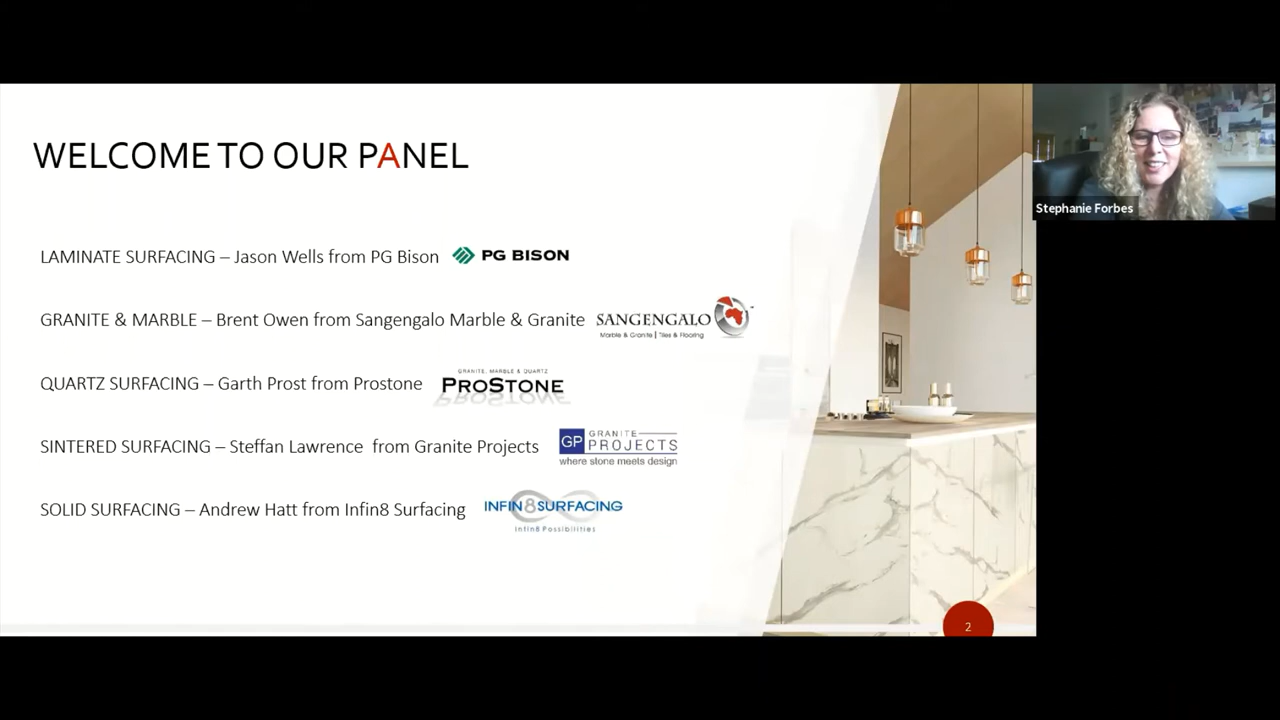 WELCOME TO OUR PANEL
Stephanie Forbes
LAMINATE SURFACING – Jason Wells from PG Bison PG BISON
GRANITE & MARBLE – Brent Owen from Sangengalo Marble & Granite SANGENGALO
Marble & Granite | Tiles & Flooring
QUARTZ SURFACING – Garth Prost from Prostone GRANITE, MARBLE & QUARTZ
PROSTONE
SINTERED SURFACING – Steffan Lawrence from Granite Projects GP GRANITE PROJECTS
where stone meets design
SOLID SURFACING – Andrew Hatt from Infin8 Surfacing INFIN8SURFACING
Infin8 Possibilities
2